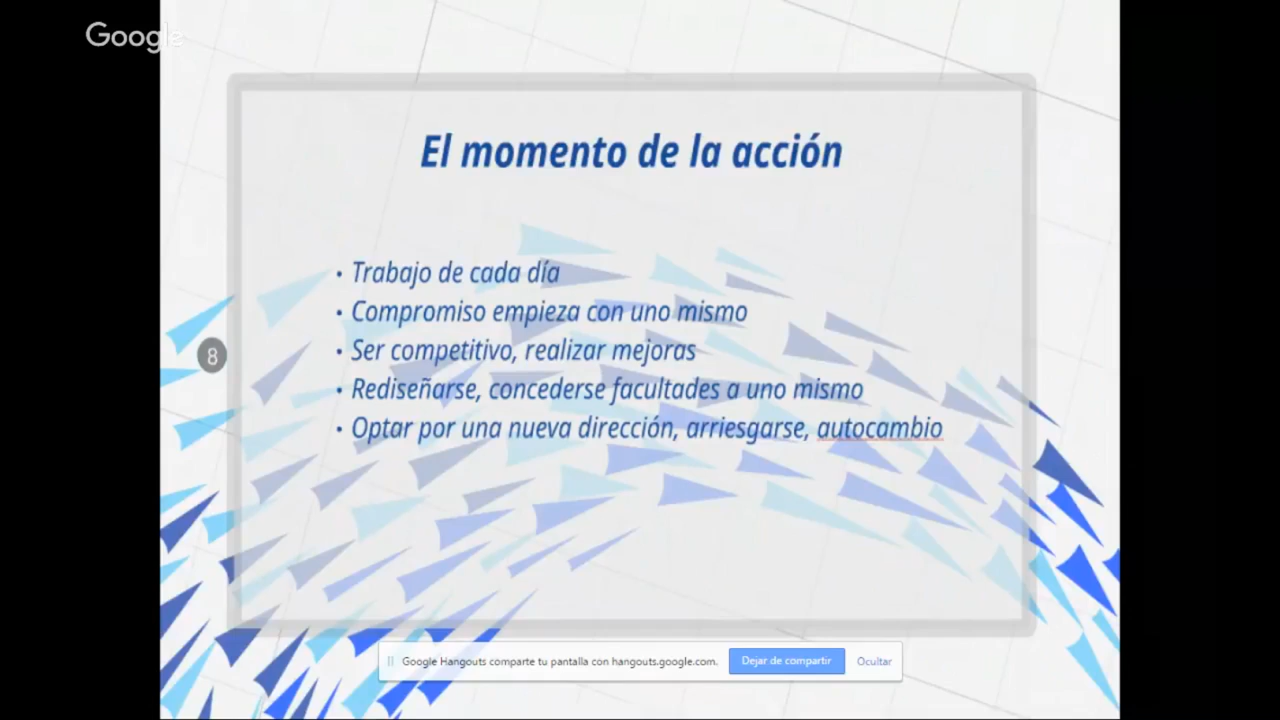 Google
El momento de la acción
• Trabajo de cada día
• Compromiso empieza con uno mismo
• Ser competitivo, realizar mejoras
8
• Rediseñarse, concederse facultades a uno mismo
• Optar por una nueva dirección, arriesgarse, autocambio
Google Hangouts comparte tu pantalla con hangouts.google.com. Dejar de compartir Ocultar